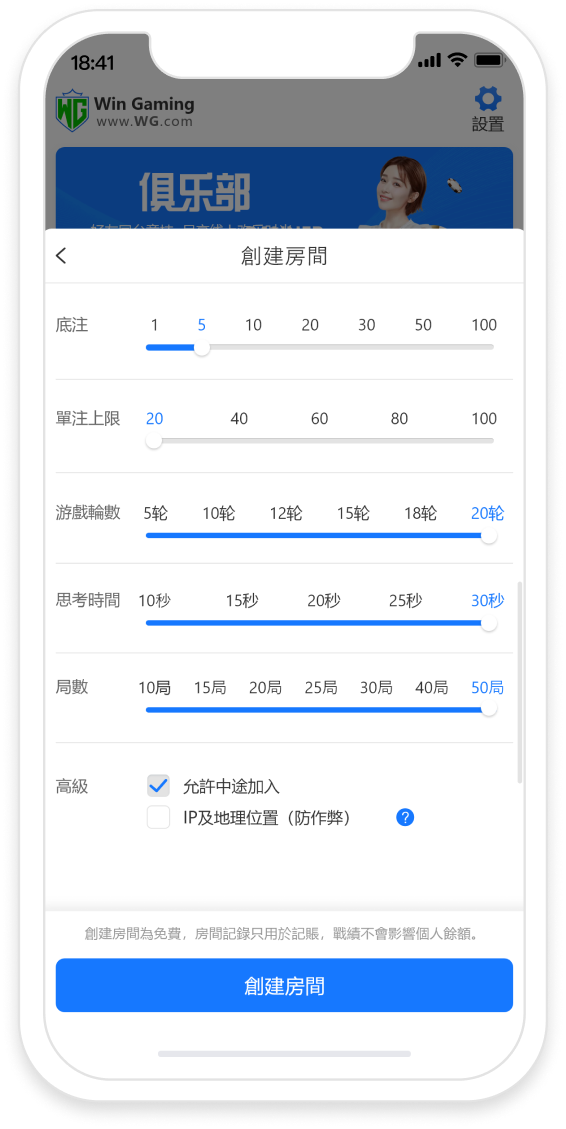 18:41
Win Gaming
www.WG.com
設置
俱乐部
創建房間
底注 1 5 10 20 30 50 100
單注上限 20 40 60 80 100
游戲輪數 5轮 10轮 12轮 15轮 18轮 20轮
思考時間 10秒 15秒 20秒 25秒 30秒
局數 10局 15局 20局 25局 30局 40局 50局
高級 允許中途加入
IP及地理位置（防作弊） ?
創建房間為免費，房間記錄只用於記賬，戰績不會影響個人餘額。
創建房間